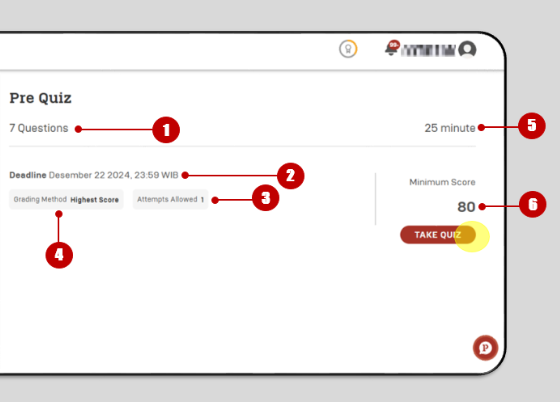 Pre Quiz
7 Questions
1
25 minute
5
Deadline Desember 22 2024, 23:59 WIB
2
Minimum Score
Grading Method Highest Score
Attempts Allowed 1
3
80
6
TAKE QUIZ
4
P